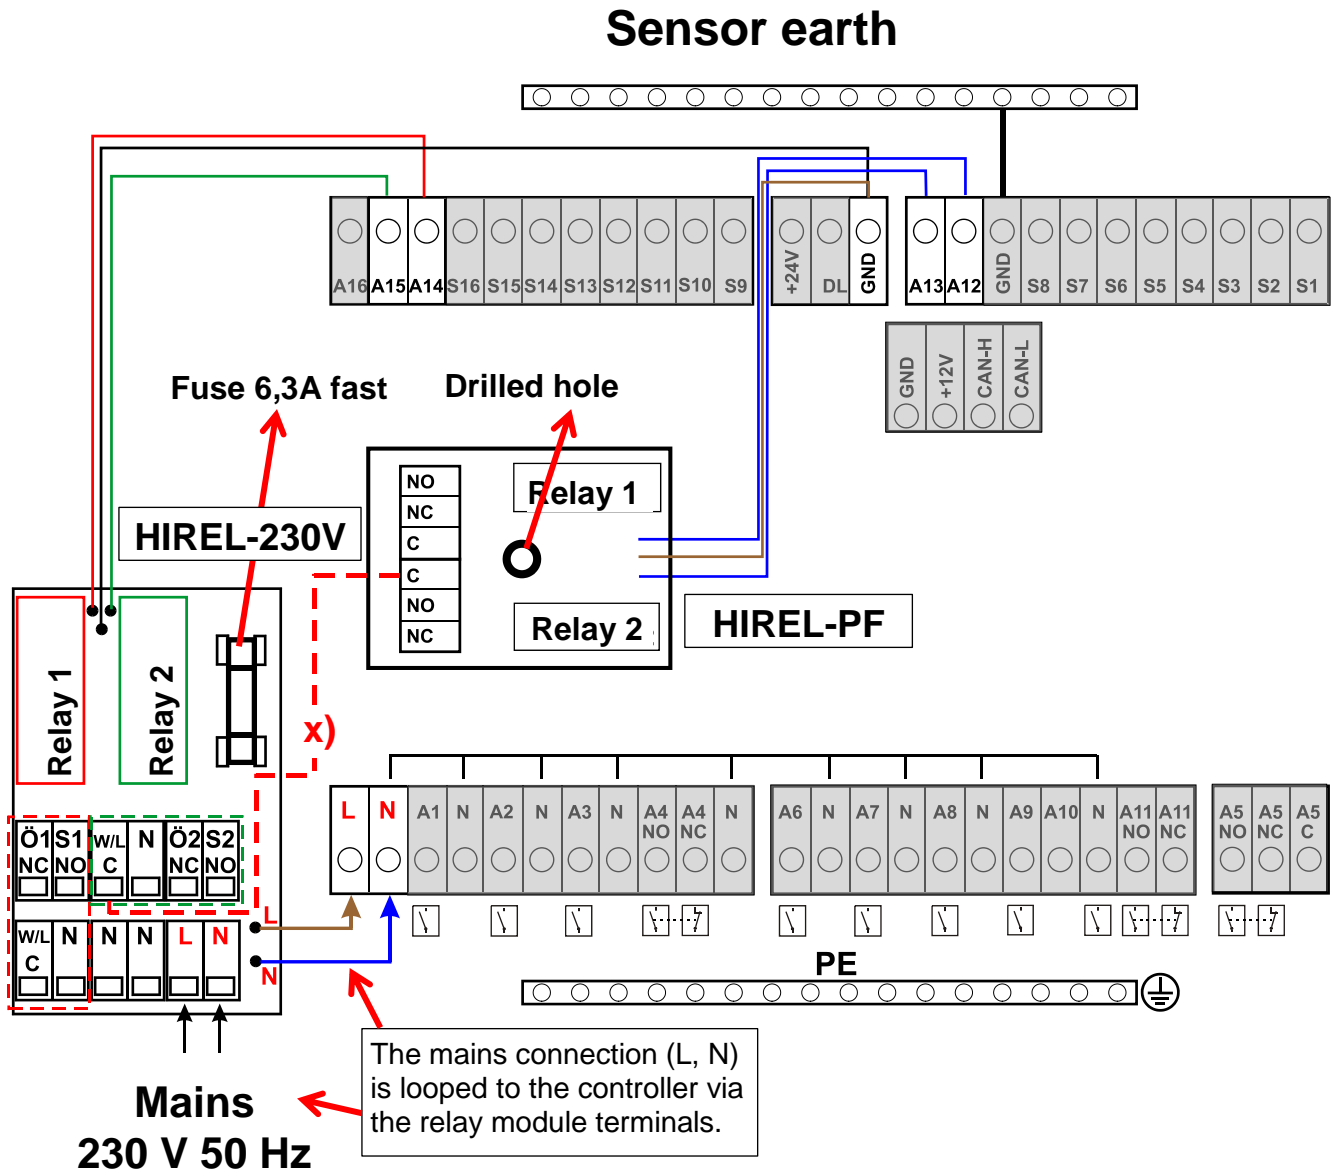 Sensor earth
A16 A15 A14 S16 S15 S14 S13 S12 S11 S10 S9
+24V DL GND
A13 A12 GND S8 S7 S6 S5 S4 S3 S2 S1
GND +12V CAN-H CAN-L
Fuse 6,3A fast
Drilled hole
HIREL-230V
NO
NC
C
C
NO
NC
Relay 1
Relay 2
HIREL-PF
Relay 1
Relay 2
x)
L N A1 N A2 N A3 N A4 A4 N
NO NC
A6 N A7 N A8 N A9 A10 N A11 A11
NO NC
A5 A5 A5
NO NC C
Ö1 S1 W/L N Ö2 S2
NC NO C NC NO
W/L N N N L N
C
L
N
PE
The mains connection (L, N)
is looped to the controller via
the relay module terminals.
Mains
230 V 50 Hz